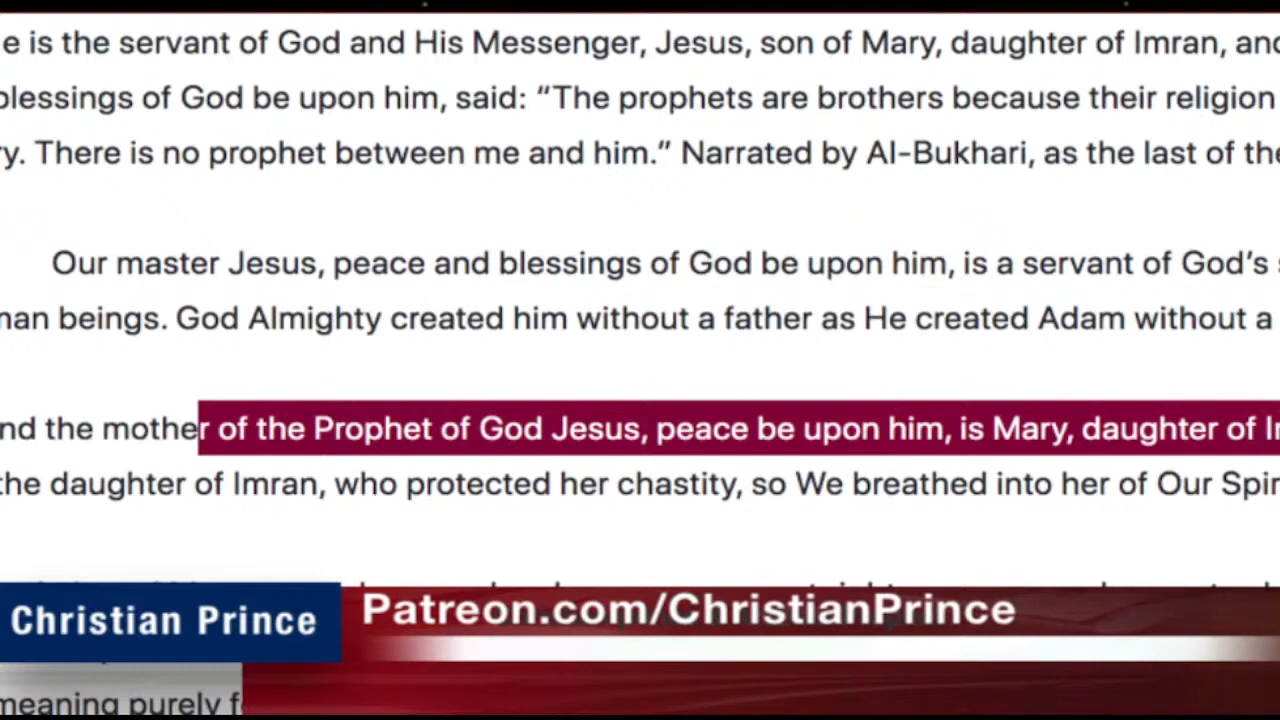 e is the servant of God and His Messenger, Jesus, son of Mary, daughter of Imran, and
blessings of God be upon him, said: “The prophets are brothers because their religion
ry. There is no prophet between me and him.” Narrated by Al-Bukhari, as the last of the
Our master Jesus, peace and blessings of God be upon him, is a servant of God’s s
man beings. God Almighty created him without a father as He created Adam without a
nd the mother of the Prophet of God Jesus, peace be upon him, is Mary, daughter of I
the daughter of Imran, who protected her chastity, so We breathed into her of Our Spir
Christian Prince
Patreon.com/ChristianPrince
meaning purely f